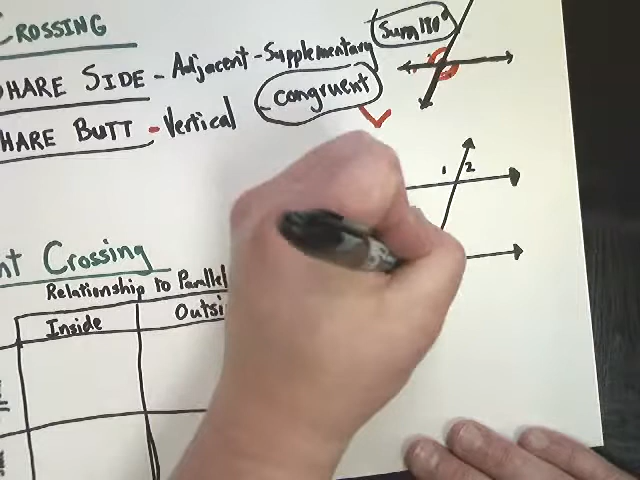 CROSSING
SHARE SIDE - Adjacent - Supplementary Sum 180°
congruent
SHARE BUTT - Vertical
1 2
nt Crossing
Relationship to Parallel
Inside Outsi